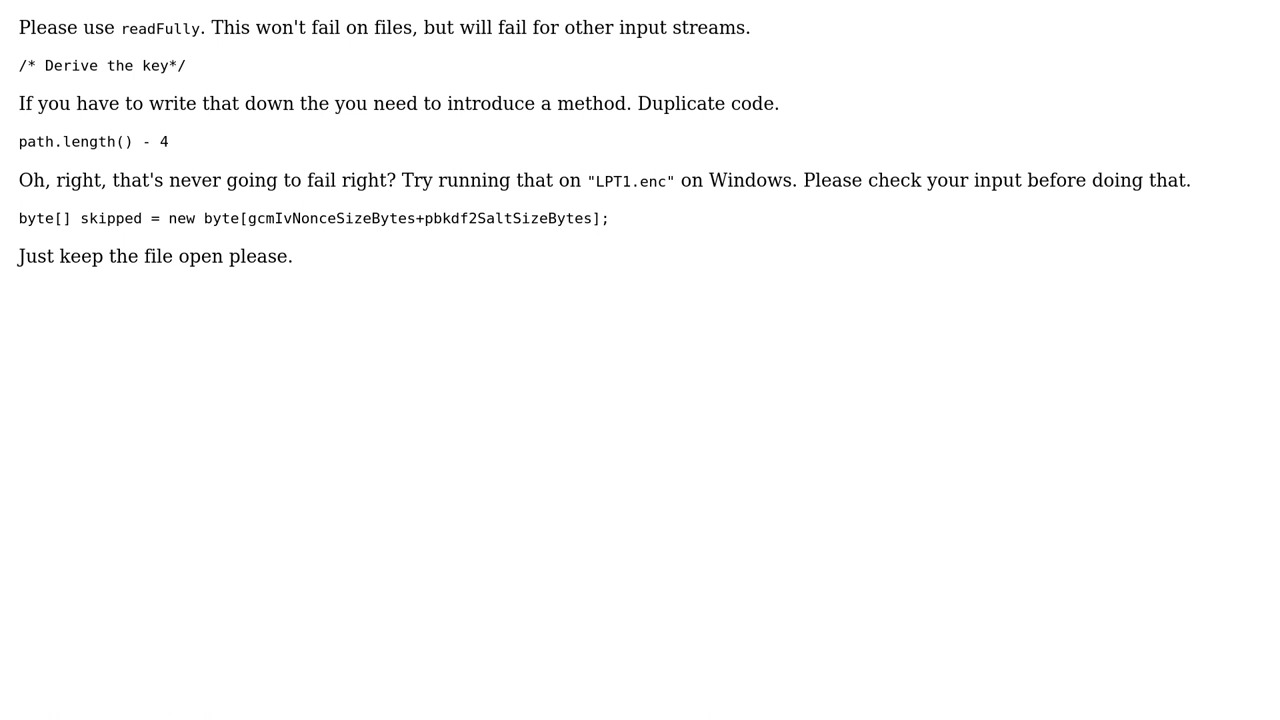 Please use readFully. This won't fail on files, but will fail for other input streams.
/* Derive the key*/
If you have to write that down the you need to introduce a method. Duplicate code.
path.length() - 4
Oh, right, that's never going to fail right? Try running that on "LPT1.enc" on Windows. Please check your input before doing that.
byte[] skipped = new byte[gcmIvNonceSizeBytes+pbkdf2SaltSizeBytes];
Just keep the file open please.